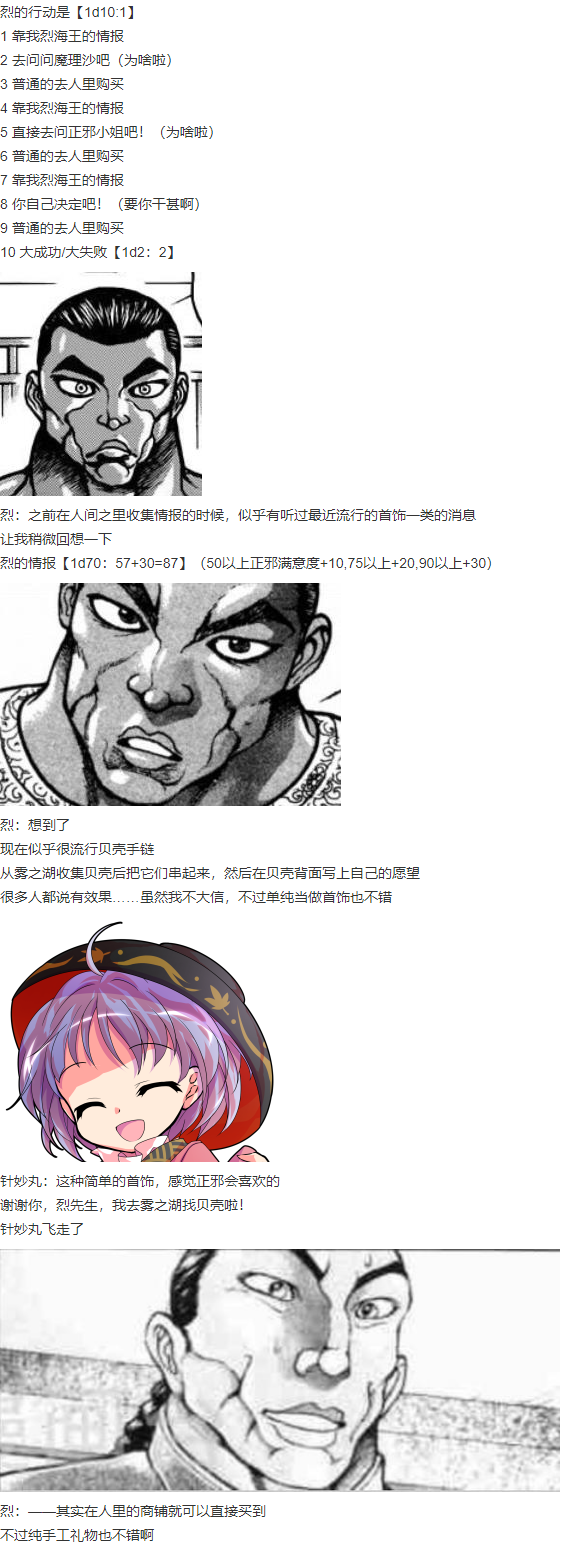 烈的行动是【1d10:1】
1 靠我烈海王的情报
2 去问问魔理沙吧（为啥啦）
3 普通的去人里购买
4 靠我烈海王的情报
5 直接去问正邪小姐吧！（为啥啦）
6 普通的去人里购买
7 靠我烈海王的情报
8 你自己决定吧！（要你干甚啊）
9 普通的去人里购买
10 大成功/大失败【1d2：2】
烈：之前在人间之里收集情报的时候，似乎有听过最近流行的首饰一类的消息
让我稍微回想一下
烈的情报【1d70：57+30=87】（50以上正邪满意度+10,75以上+20,90以上+30）
烈：想到了
现在似乎很流行贝壳手链
从雾之湖收集贝壳后把它们串起来，然后在贝壳背面写上自己的愿望
很多人都说有效果……虽然我不大信，不过单纯当做首饰也不错
针妙丸：这种简单的首饰，感觉正邪会喜欢的
谢谢你，烈先生，我去雾之湖找贝壳啦！
针妙丸飞走了
烈：——其实在人里的商铺就可以直接买到
不过纯手工礼物也不错啊